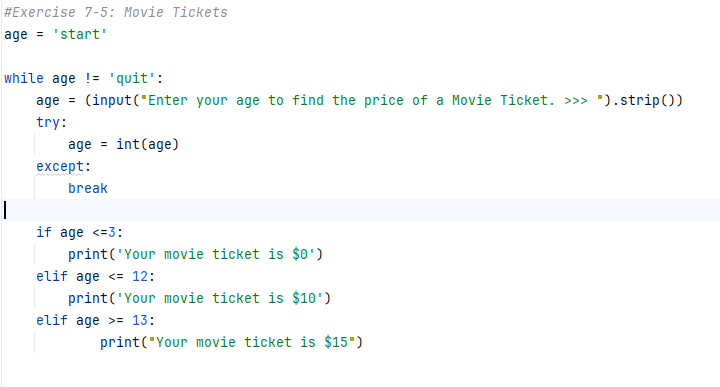 #Exercise 7-5: Movie Tickets
age = 'start'
while age != 'quit':
    age = (input("Enter your age to find the price of a Movie Ticket. >>> ").strip())
    try:
        age = int(age)
    except:
        break
    if age <=3:
        print('Your movie ticket is $0')
    elif age <= 12:
        print('Your movie ticket is $10')
    elif age >= 13:
            print("Your movie ticket is $15")